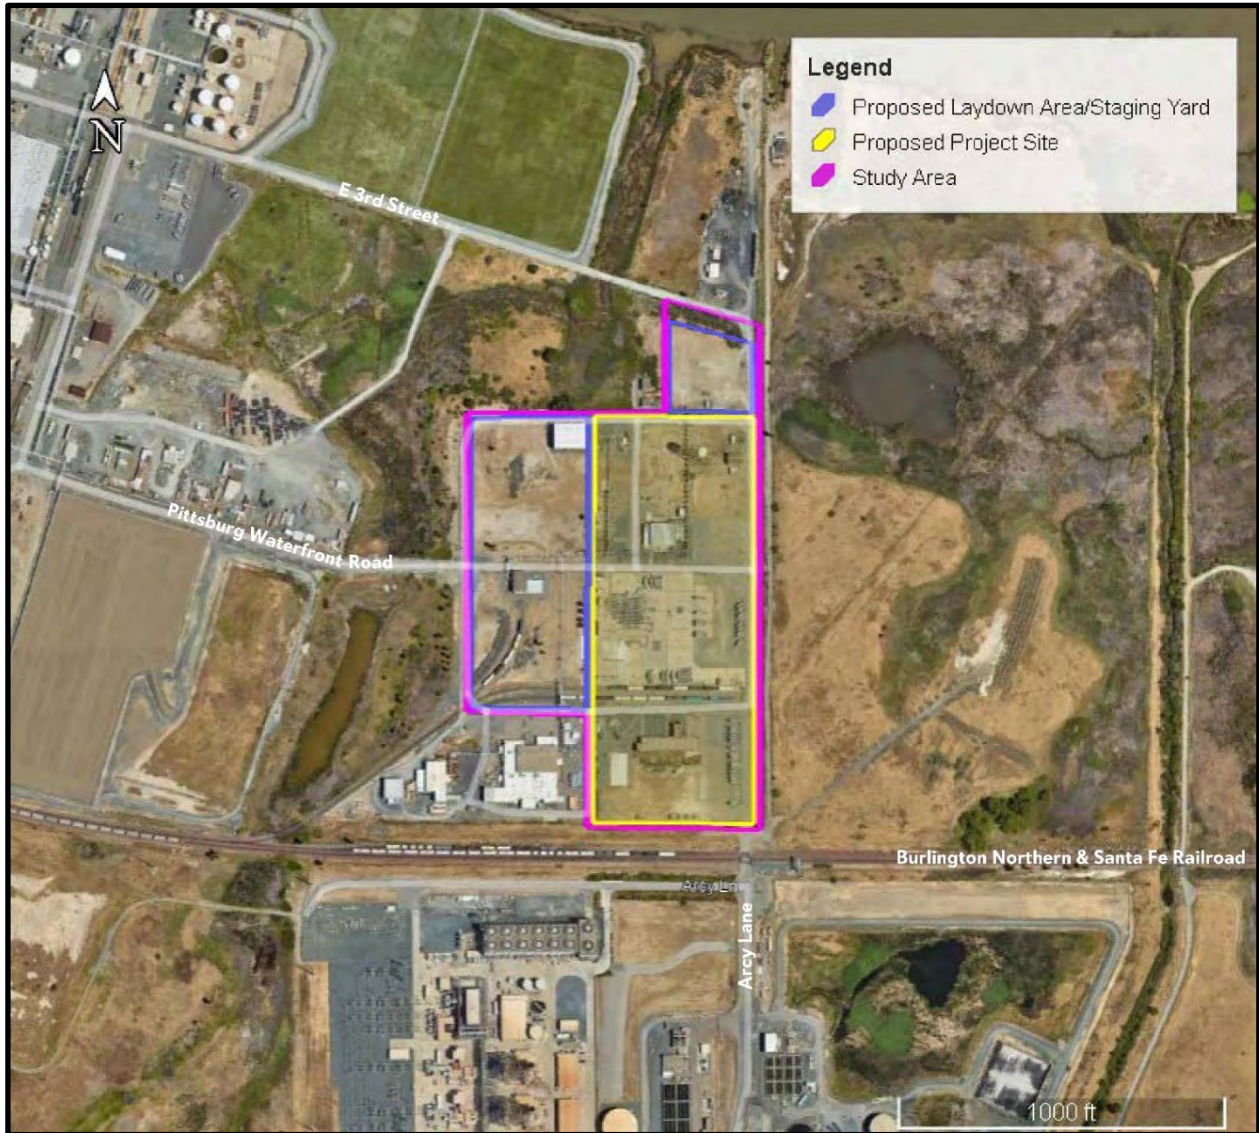 Legend
Proposed Laydown Area/Staging Yard
Proposed Project Site
Study Area
N
E 3rd Street
Pittsburg Waterfront Road
Burlington Northern & Santa Fe Railroad
Arcy Ln
Arcy Lane
1000 ft